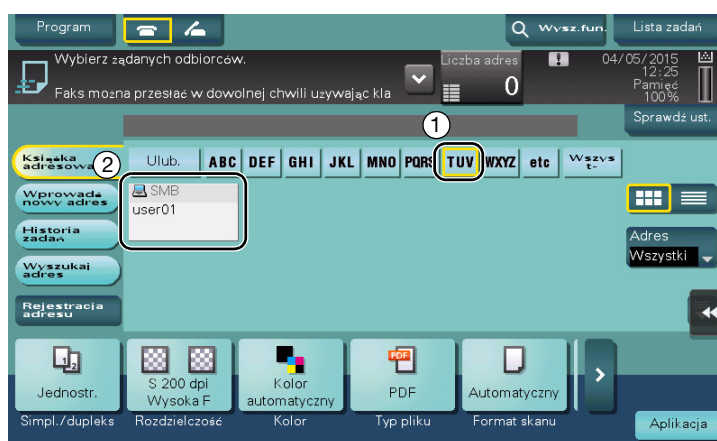 Program
Wysz.fun.
Lista zadań
Wybierz żądanych odbiorców.
Faks można przesłać w dowolnej chwili używając kla
Liczba adres
0
04/05/2015
12:25
Pamięć
100%
Sprawdź ust.
1
Książka
adresowa
2
Ulub.
ABC
DEF
GHI
JKL
MNO
PQRS
TUV
WXYZ
etc
Wszys
t-
Wprowadź
nowy adres
SMB
user01
Historia
zadań
Adres
Wszystki
Wyszukaj
adres
Rejestracja
adresu
Jednostr.
S 200 dpi
Wysoka F
Kolor
automatyczny
PDF
PDF
Automatyczny
Simpl./dupleks
Rozdzielczość
Kolor
Typ pliku
Format skanu
Aplikacja